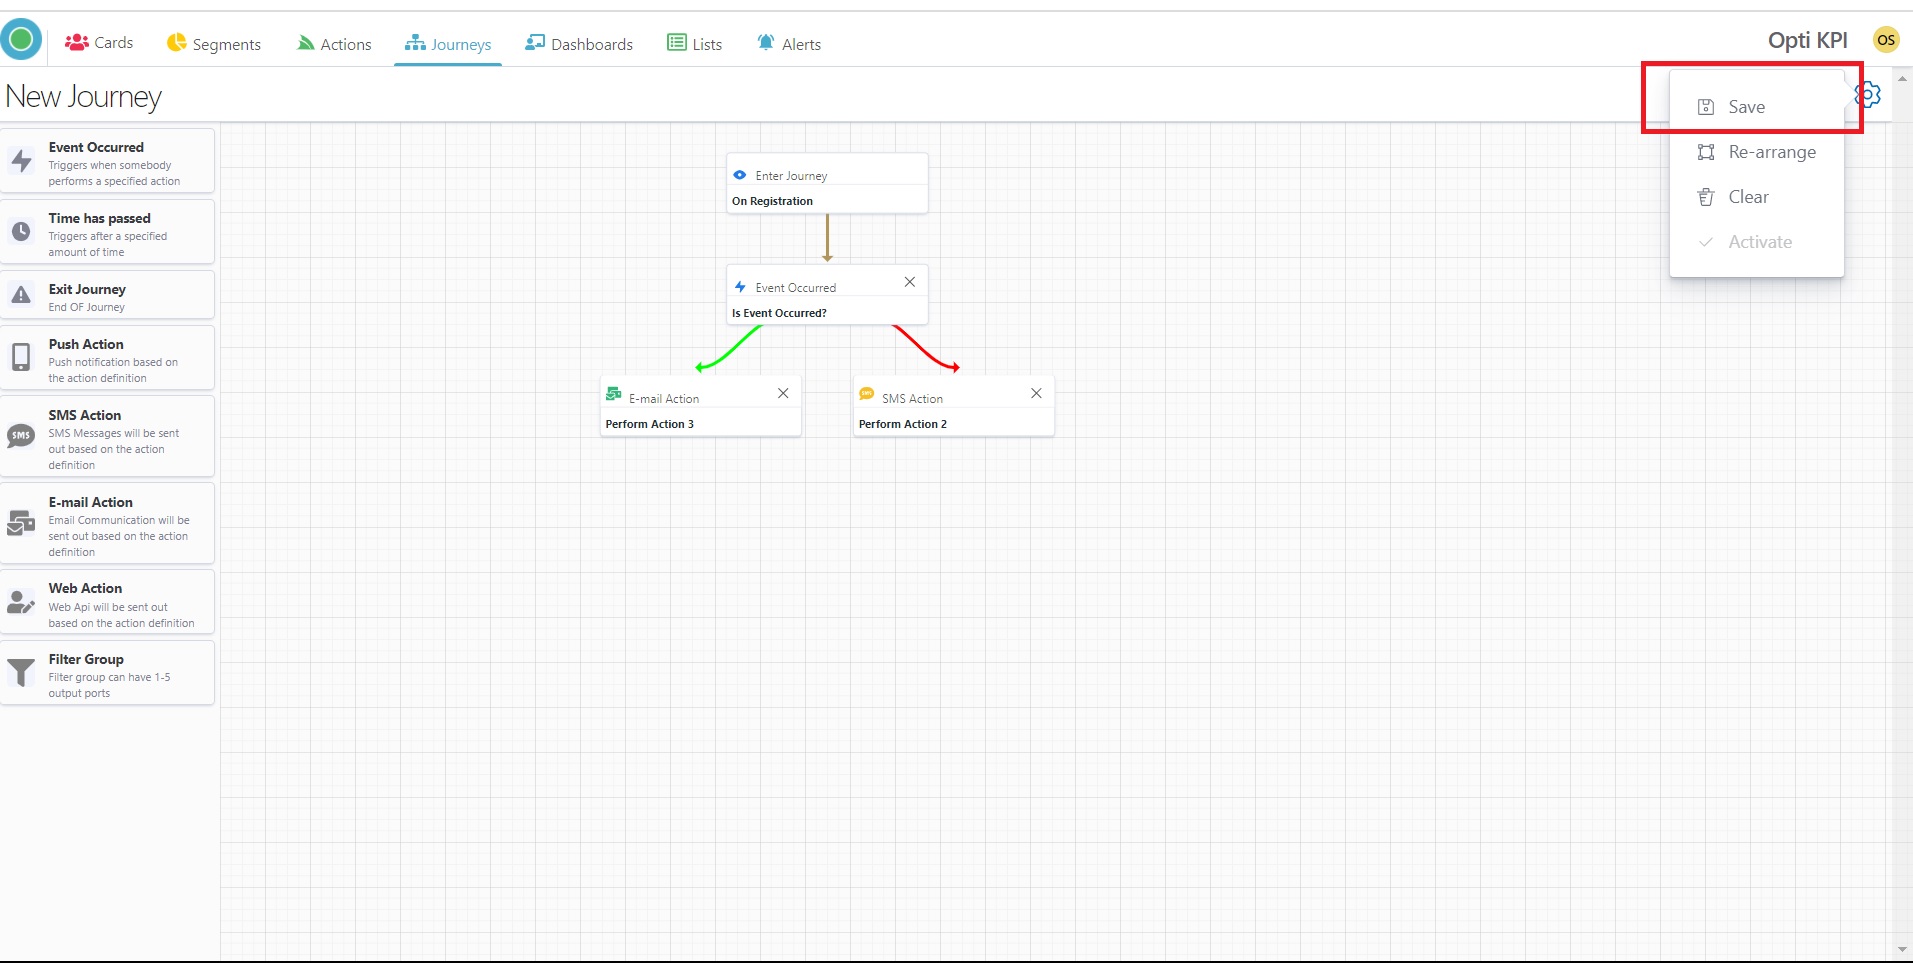 Cards
Segments
Actions
Journeys
Dashboards
Lists
Alerts
Opti KPI
OS
New Journey
Save
Re-arrange
Clear
Activate
Event Occurred
Triggers when somebody
performs a specified action
Time has passed
Triggers after a specified
amount of time
Exit Journey
End OF Journey
Push Action
Push notification based on
the action definition
SMS
SMS Action
SMS Messages will be sent
out based on the action
definition
E-mail Action
Email Communication will be
sent out based on the action
definition
Web Action
Web Api will be sent out
based on the action definition
Filter Group
Filter group can have 1-5
output ports
Enter Journey
On Registration
Event Occurred
Is Event Occurred?
E-mail Action
Perform Action 3
SMS
SMS Action
Perform Action 2